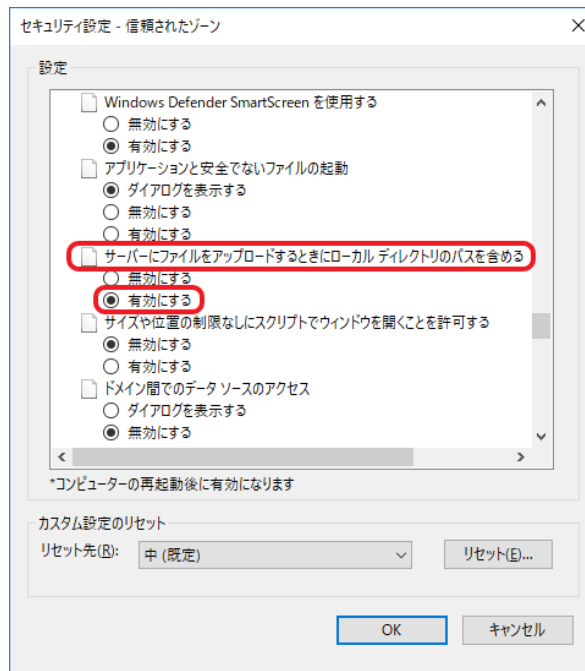 セキュリティ設定 - 信頼されたゾーン
設定
Windows Defender SmartScreen を使用する
無効にする
有効にする
アプリケーションと安全でないファイルの起動
ダイアログを表示する
無効にする
有効にする
サーバーにファイルをアップロードするときにローカル ディレクトリのパスを含める
無効にする
有効にする
サイズや位置の制限なしにスクリプトでウィンドウを開くことを許可する
無効にする
有効にする
ドメイン間でのデータ ソースのアクセス
ダイアログを表示する
無効にする
*コンピューターの再起動後に有効になります
カスタム設定のリセット
リセット先(R): 中 (既定) リセット(E)...
OK キャンセル